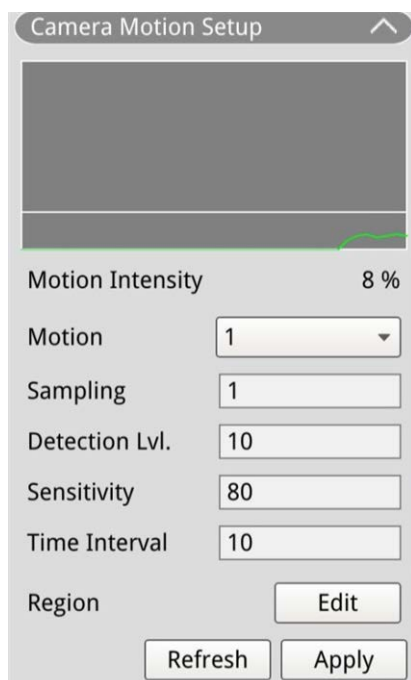 Camera Motion Setup
Motion Intensity 8 %
Motion 1
Sampling 1
Detection Lvl. 10
Sensitivity 80
Time Interval 10
Region Edit
Refresh Apply